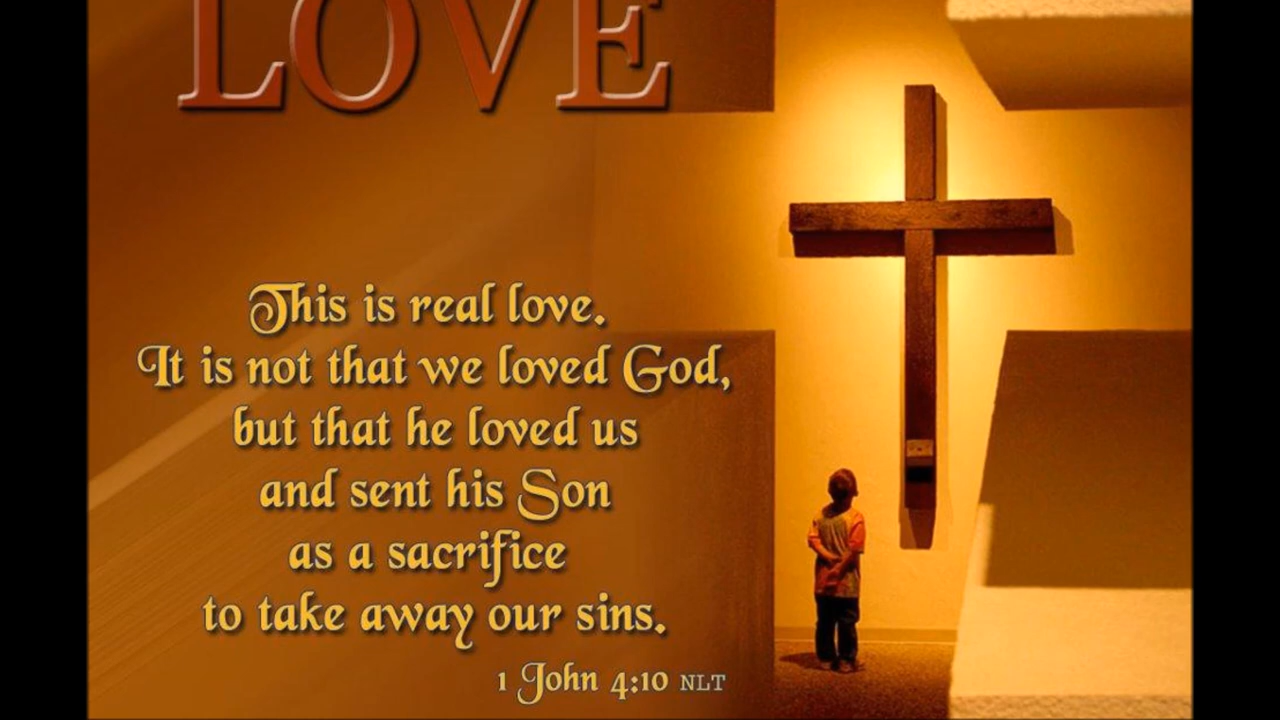 LOVE
This is real love.
It is not that we loved God,
but that he loved us
and sent his Son
as a sacrifice
to take away our sins.
1 John 4:10 NLT